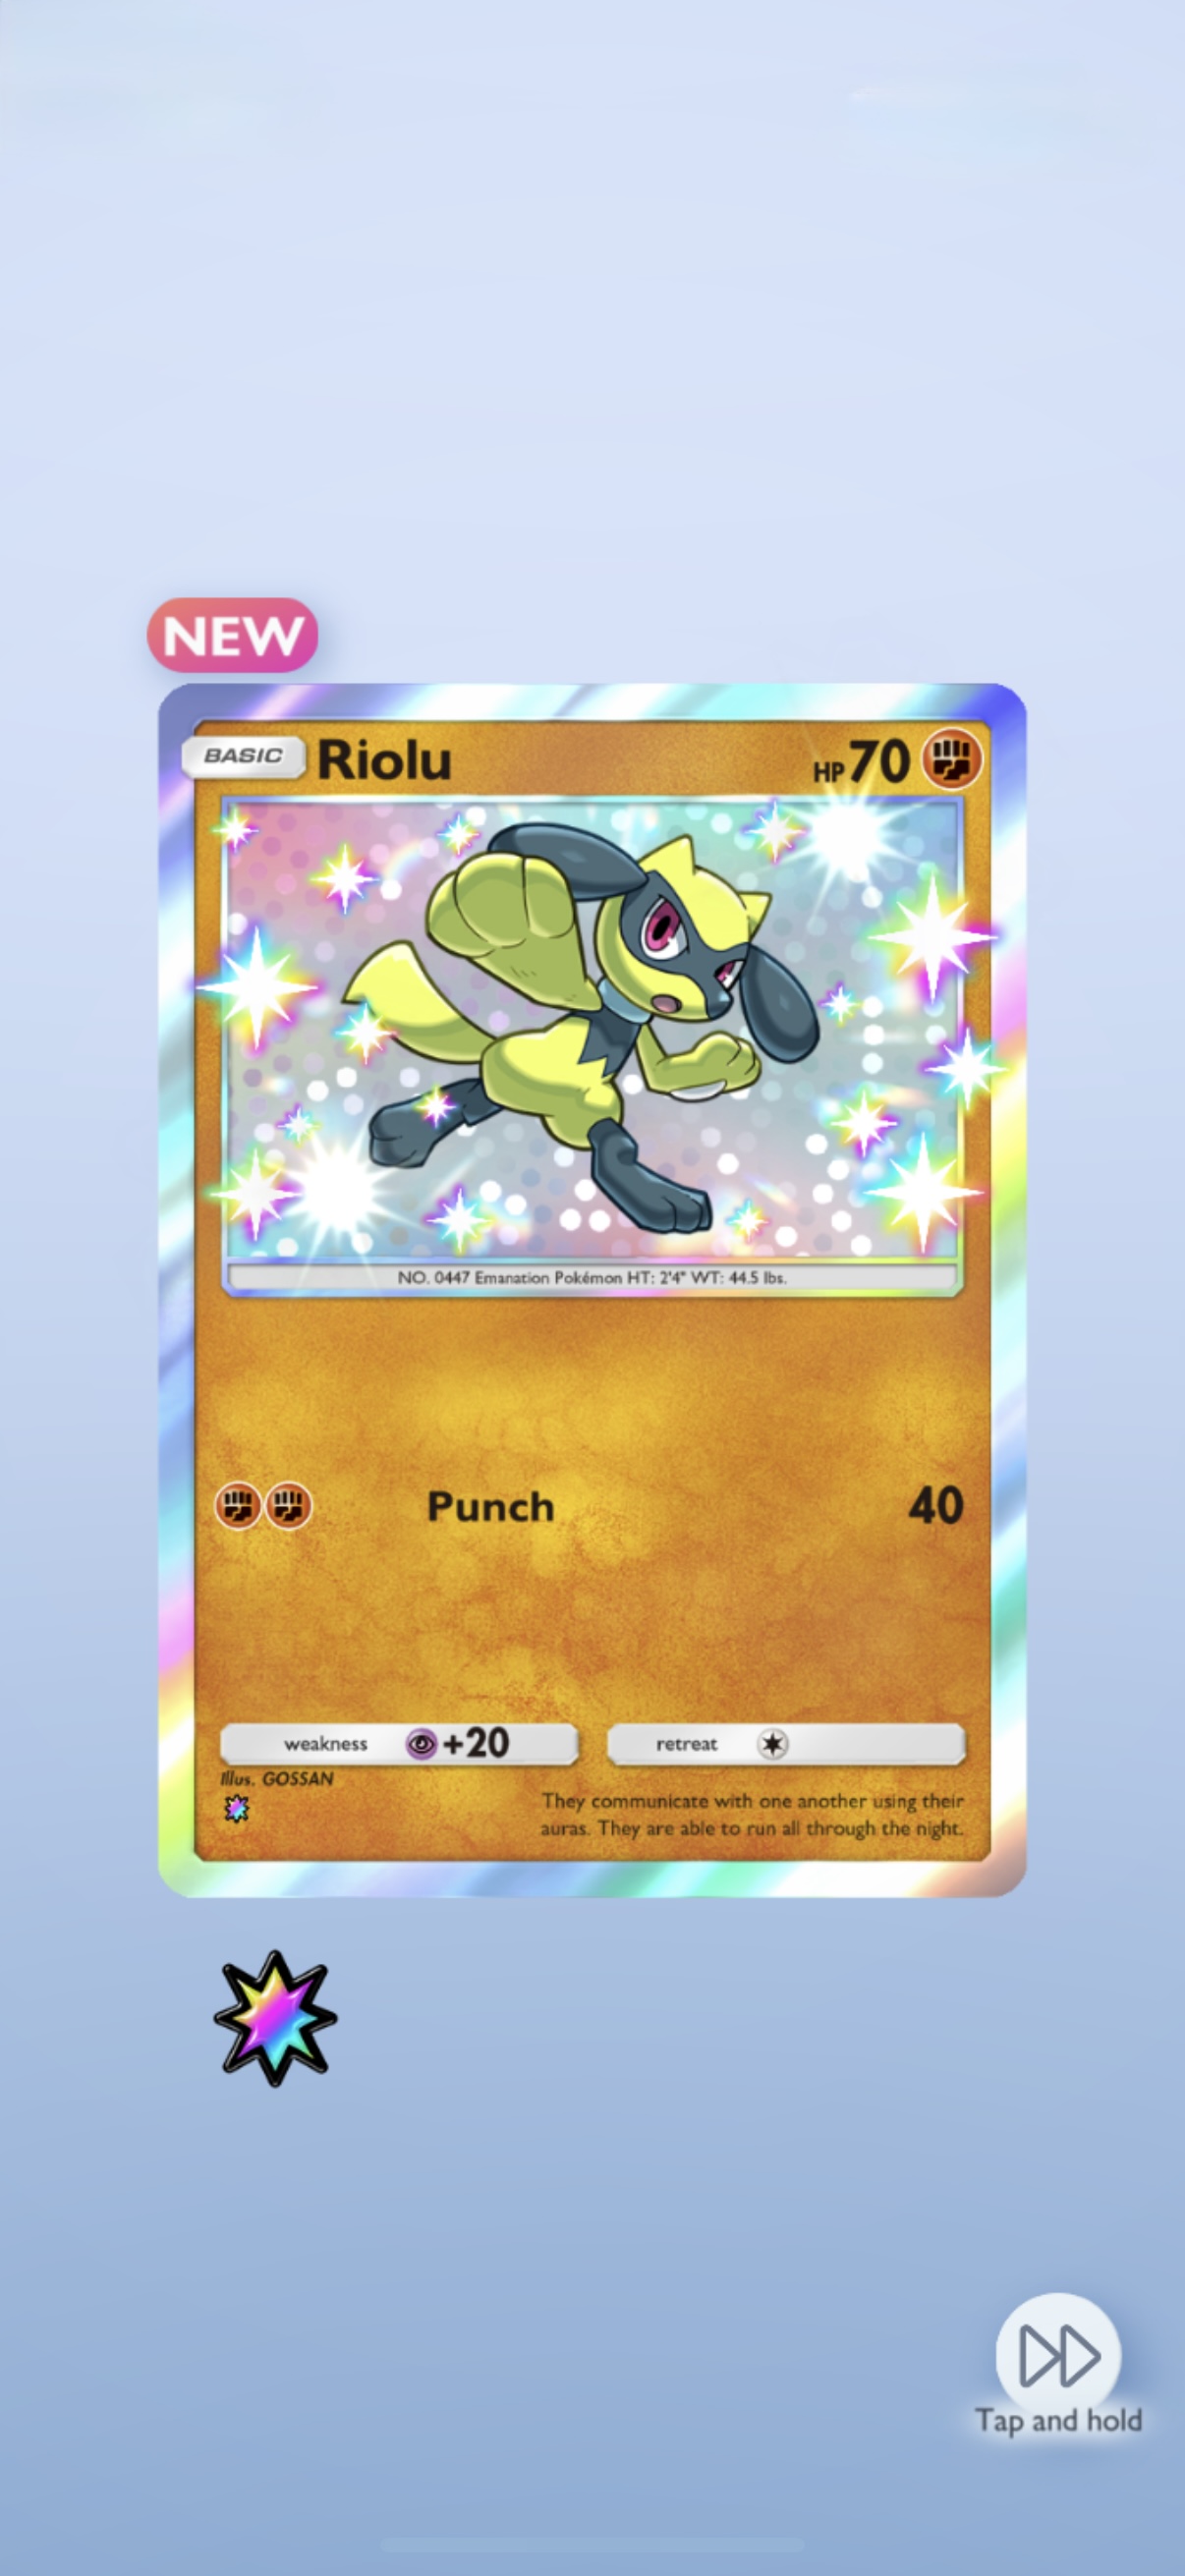 NEW
BASIC Riolu HP 70
NO. 0447 Emanation Pokémon HT: 2'4" WT: 44.5 lbs.
Punch 40
weakness +20 retreat
Illus. GOSSAN
They communicate with one another using their
auras. They are able to run all through the night.
Tap and hold